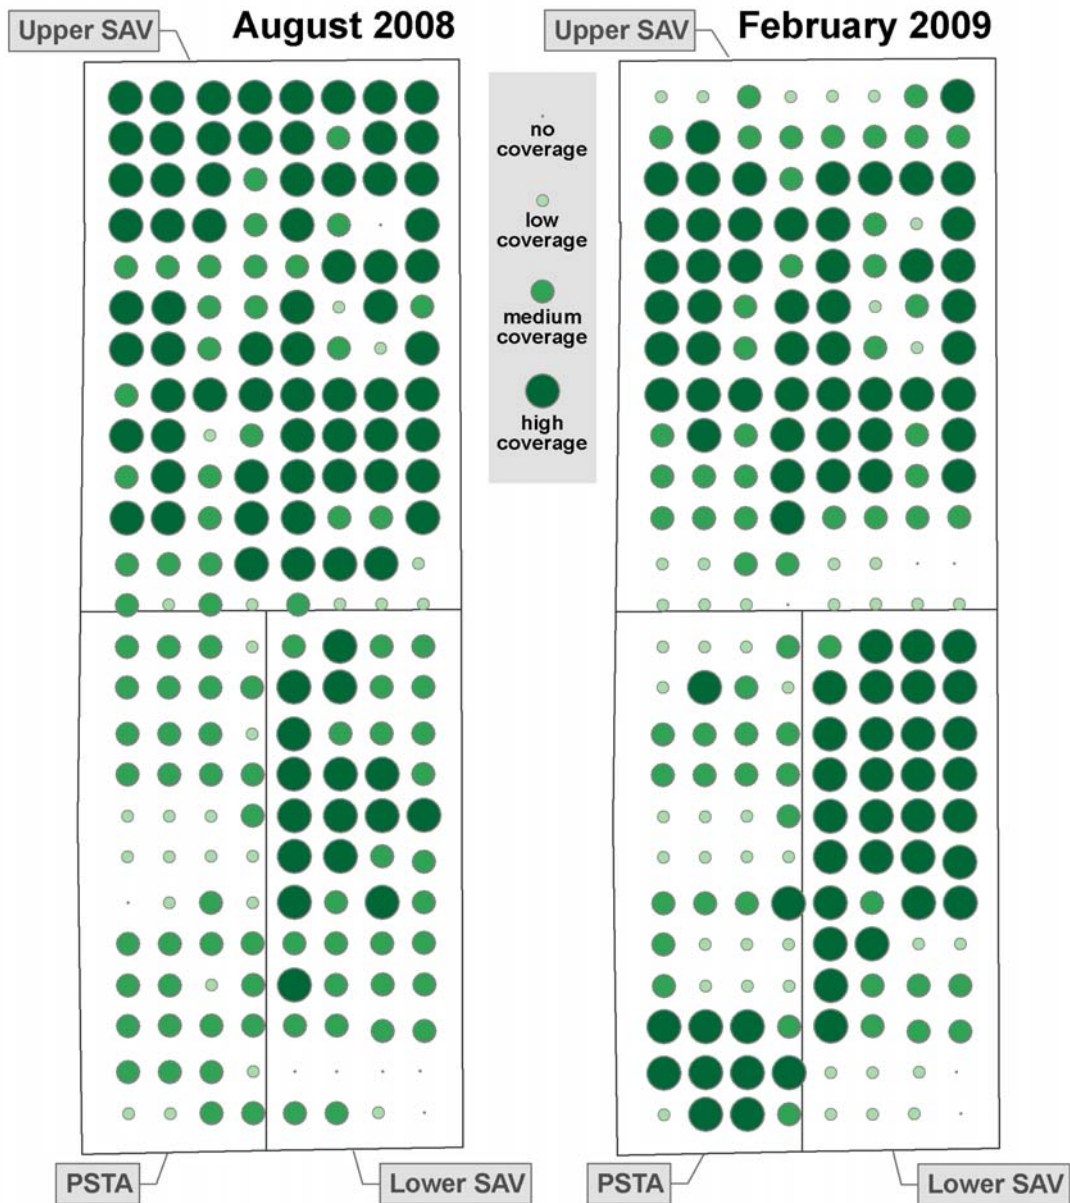 Upper SAV
August 2008
Upper SAV
February 2009
no
coverage
low
coverage
medium
coverage
high
coverage
PSTA
Lower SAV
PSTA
Lower SAV